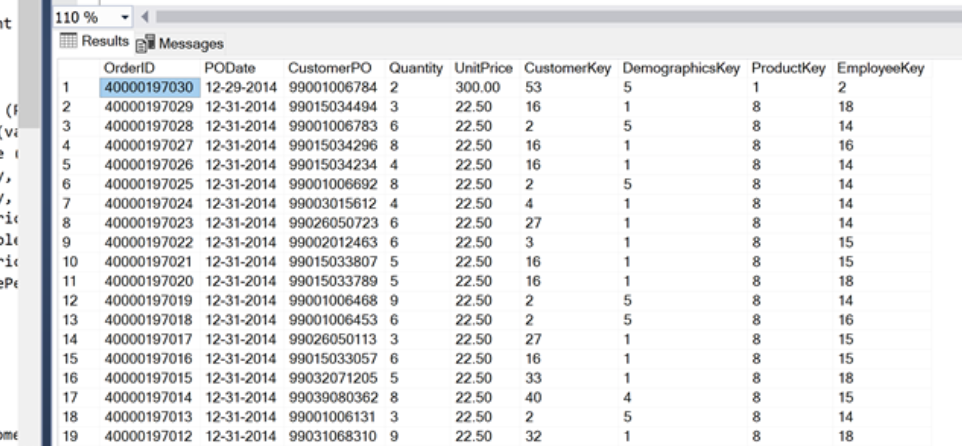 110 %
Results Messages
OrderID PODate CustomerPO Quantity UnitPrice CustomerKey DemographicsKey ProductKey EmployeeKey
1 40000197030 12-29-2014 99001006784 2 300.00 53 5 1 2
2 40000197029 12-31-2014 99015034494 3 22.50 16 1 8 18
3 40000197028 12-31-2014 99001006783 6 22.50 2 5 8 14
4 40000197027 12-31-2014 99015034296 8 22.50 16 1 8 16
5 40000197026 12-31-2014 99015034234 4 22.50 16 1 8 14
6 40000197025 12-31-2014 99001006692 8 22.50 2 5 8 14
7 40000197024 12-31-2014 99003015612 4 22.50 4 1 8 14
8 40000197023 12-31-2014 99026050723 6 22.50 27 1 8 14
9 40000197022 12-31-2014 99002012463 6 22.50 3 1 8 15
10 40000197021 12-31-2014 99015033807 5 22.50 16 1 8 15
11 40000197020 12-31-2014 99015033789 5 22.50 16 1 8 18
12 40000197019 12-31-2014 99001006468 9 22.50 2 5 8 14
13 40000197018 12-31-2014 99001006453 6 22.50 2 5 8 16
14 40000197017 12-31-2014 99026050113 3 22.50 27 1 8 15
15 40000197016 12-31-2014 99015033057 6 22.50 16 1 8 15
16 40000197015 12-31-2014 99032071205 5 22.50 33 1 8 18
17 40000197014 12-31-2014 99039080362 8 22.50 40 4 8 15
18 40000197013 12-31-2014 99001006131 3 22.50 2 5 8 14
19 40000197012 12-31-2014 99031068310 9 22.50 32 1 8 18